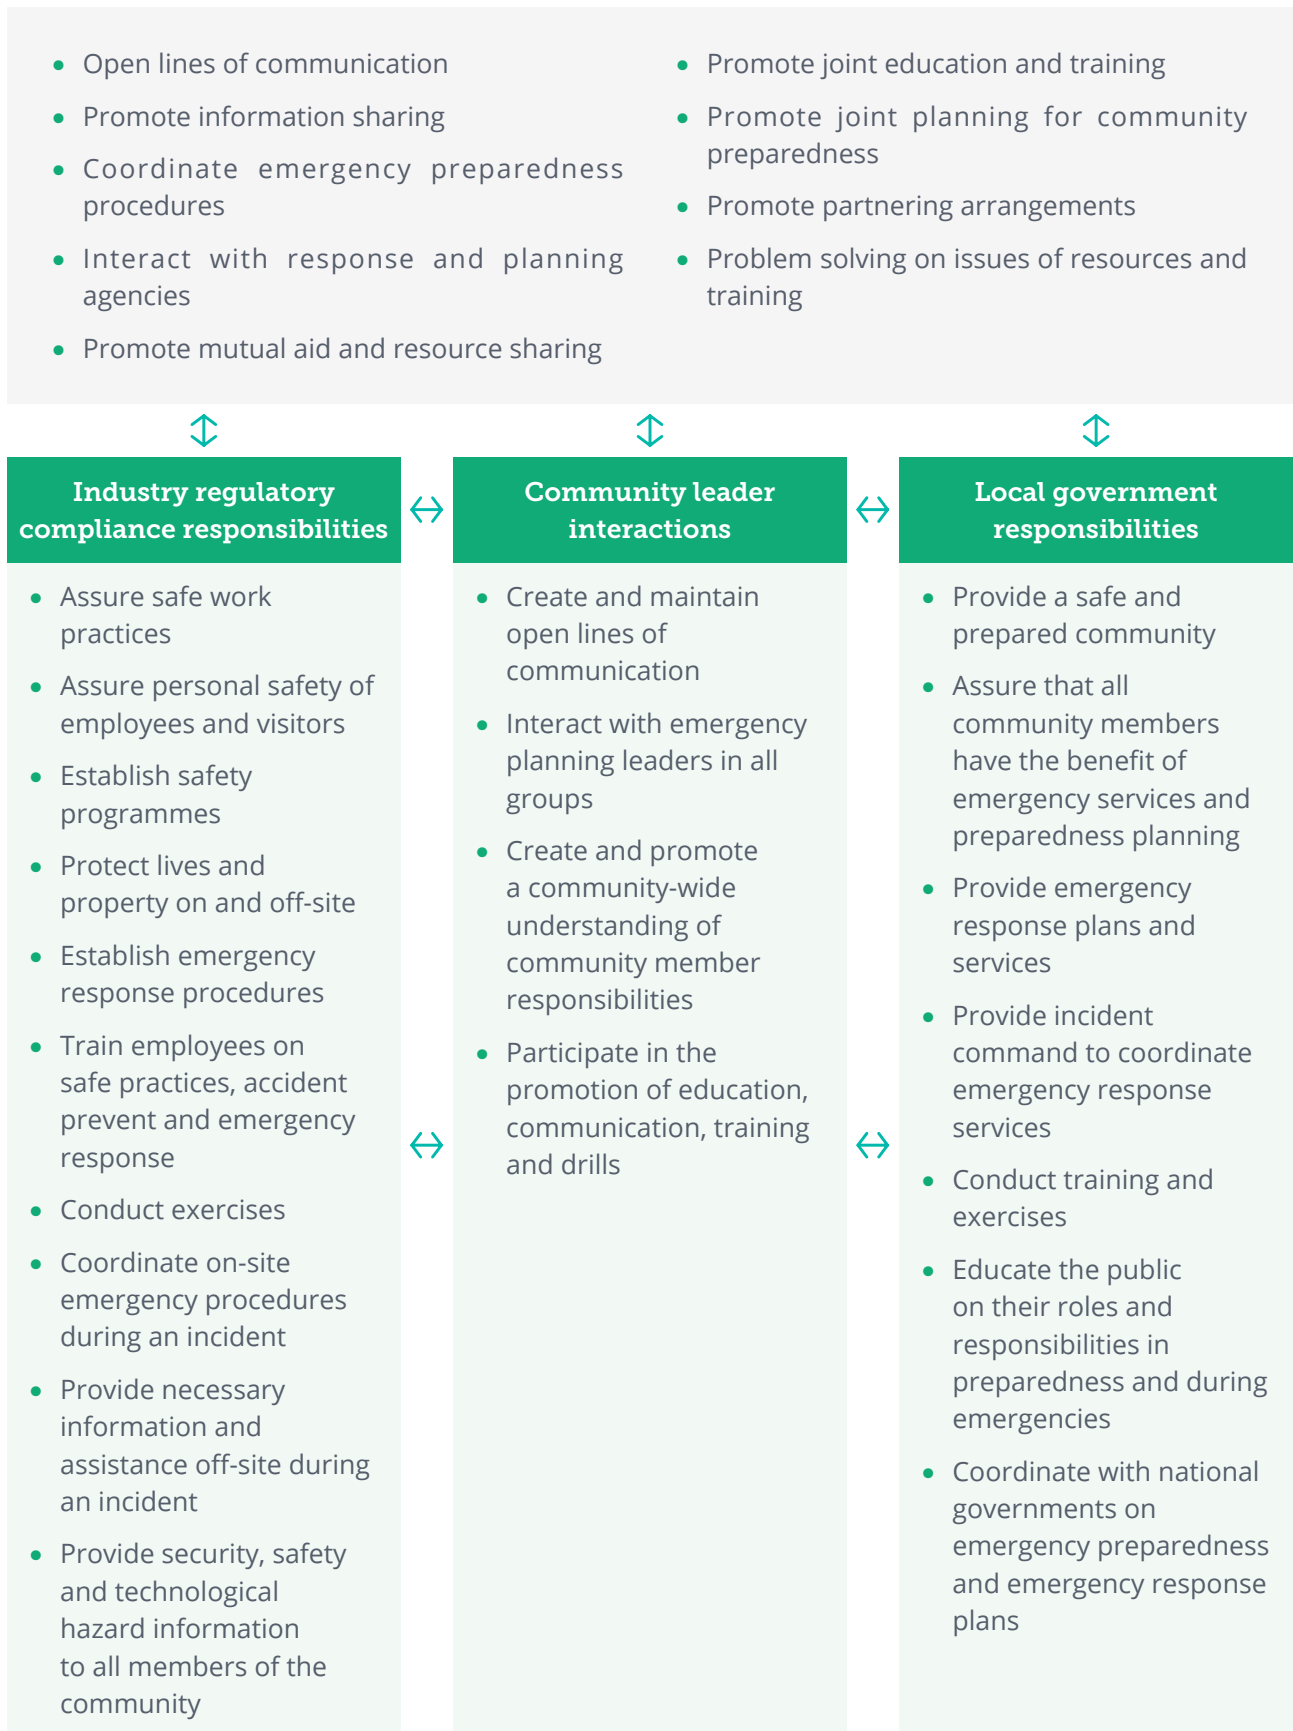 Open lines of communication
Promote information sharing
Coordinate emergency preparedness
procedures
Interact with response and planning
agencies
Promote mutual aid and resource sharing
Promote joint education and training
Promote joint planning for community
preparedness
Promote partnering arrangements
Problem solving on issues of resources and
training
Industry regulatory
compliance responsibilities
Assure safe work
practices
Assure personal safety of
employees and visitors
Establish safety
programmes
Protect lives and
property on and off-site
Establish emergency
response procedures
Train employees on
safe practices, accident
prevent and emergency
response
Conduct exercises
Coordinate on-site
emergency procedures
during an incident
Provide necessary
information and
assistance off-site during
an incident
Provide security, safety
and technological
hazard information
to all members of the
community
Community leader
interactions
Create and maintain
open lines of
communication
Interact with emergency
planning leaders in all
groups
Create and promote
a community-wide
understanding of
community member
responsibilities
Participate in the
promotion of education,
communication, training
and drills
Local government
responsibilities
Provide a safe and
prepared community
Assure that all
community members
have the benefit of
emergency services and
preparedness planning
Provide emergency
response plans and
services
Provide incident
command to coordinate
emergency response
services
Conduct training and
exercises
Educate the public
on their roles and
responsibilities in
preparedness and during
emergencies
Coordinate with national
governments on
emergency preparedness
and emergency response
plans